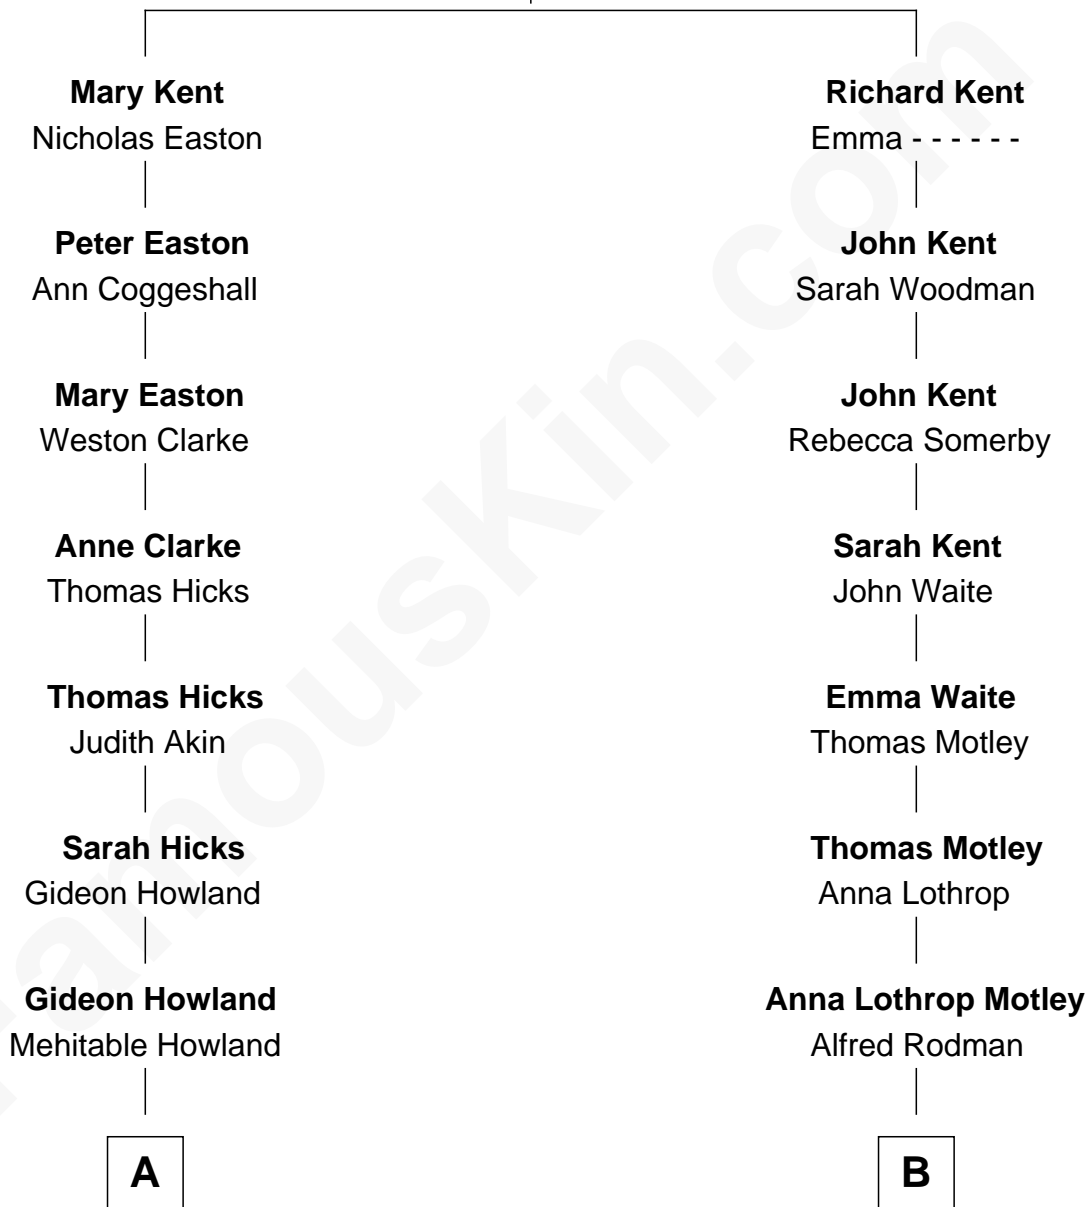 Mary Kent
Nicholas Easton
Peter Easton
Ann Coggeshall
Mary Easton
Weston Clarke
Anne Clarke
Thomas Hicks
Thomas Hicks
Judith Akin
Sarah Hicks
Gideon Howland
Gideon Howland
Mehitable Howland
A
Richard Kent
Emma - - - - - -
John Kent
Sarah Woodman
John Kent
Rebecca Somerby
Sarah Kent
John Waite
Emma Waite
Thomas Motley
Thomas Motley
Anna Lothrop
Anna Lothrop Motley
Alfred Rodman
B
FamousKin.com